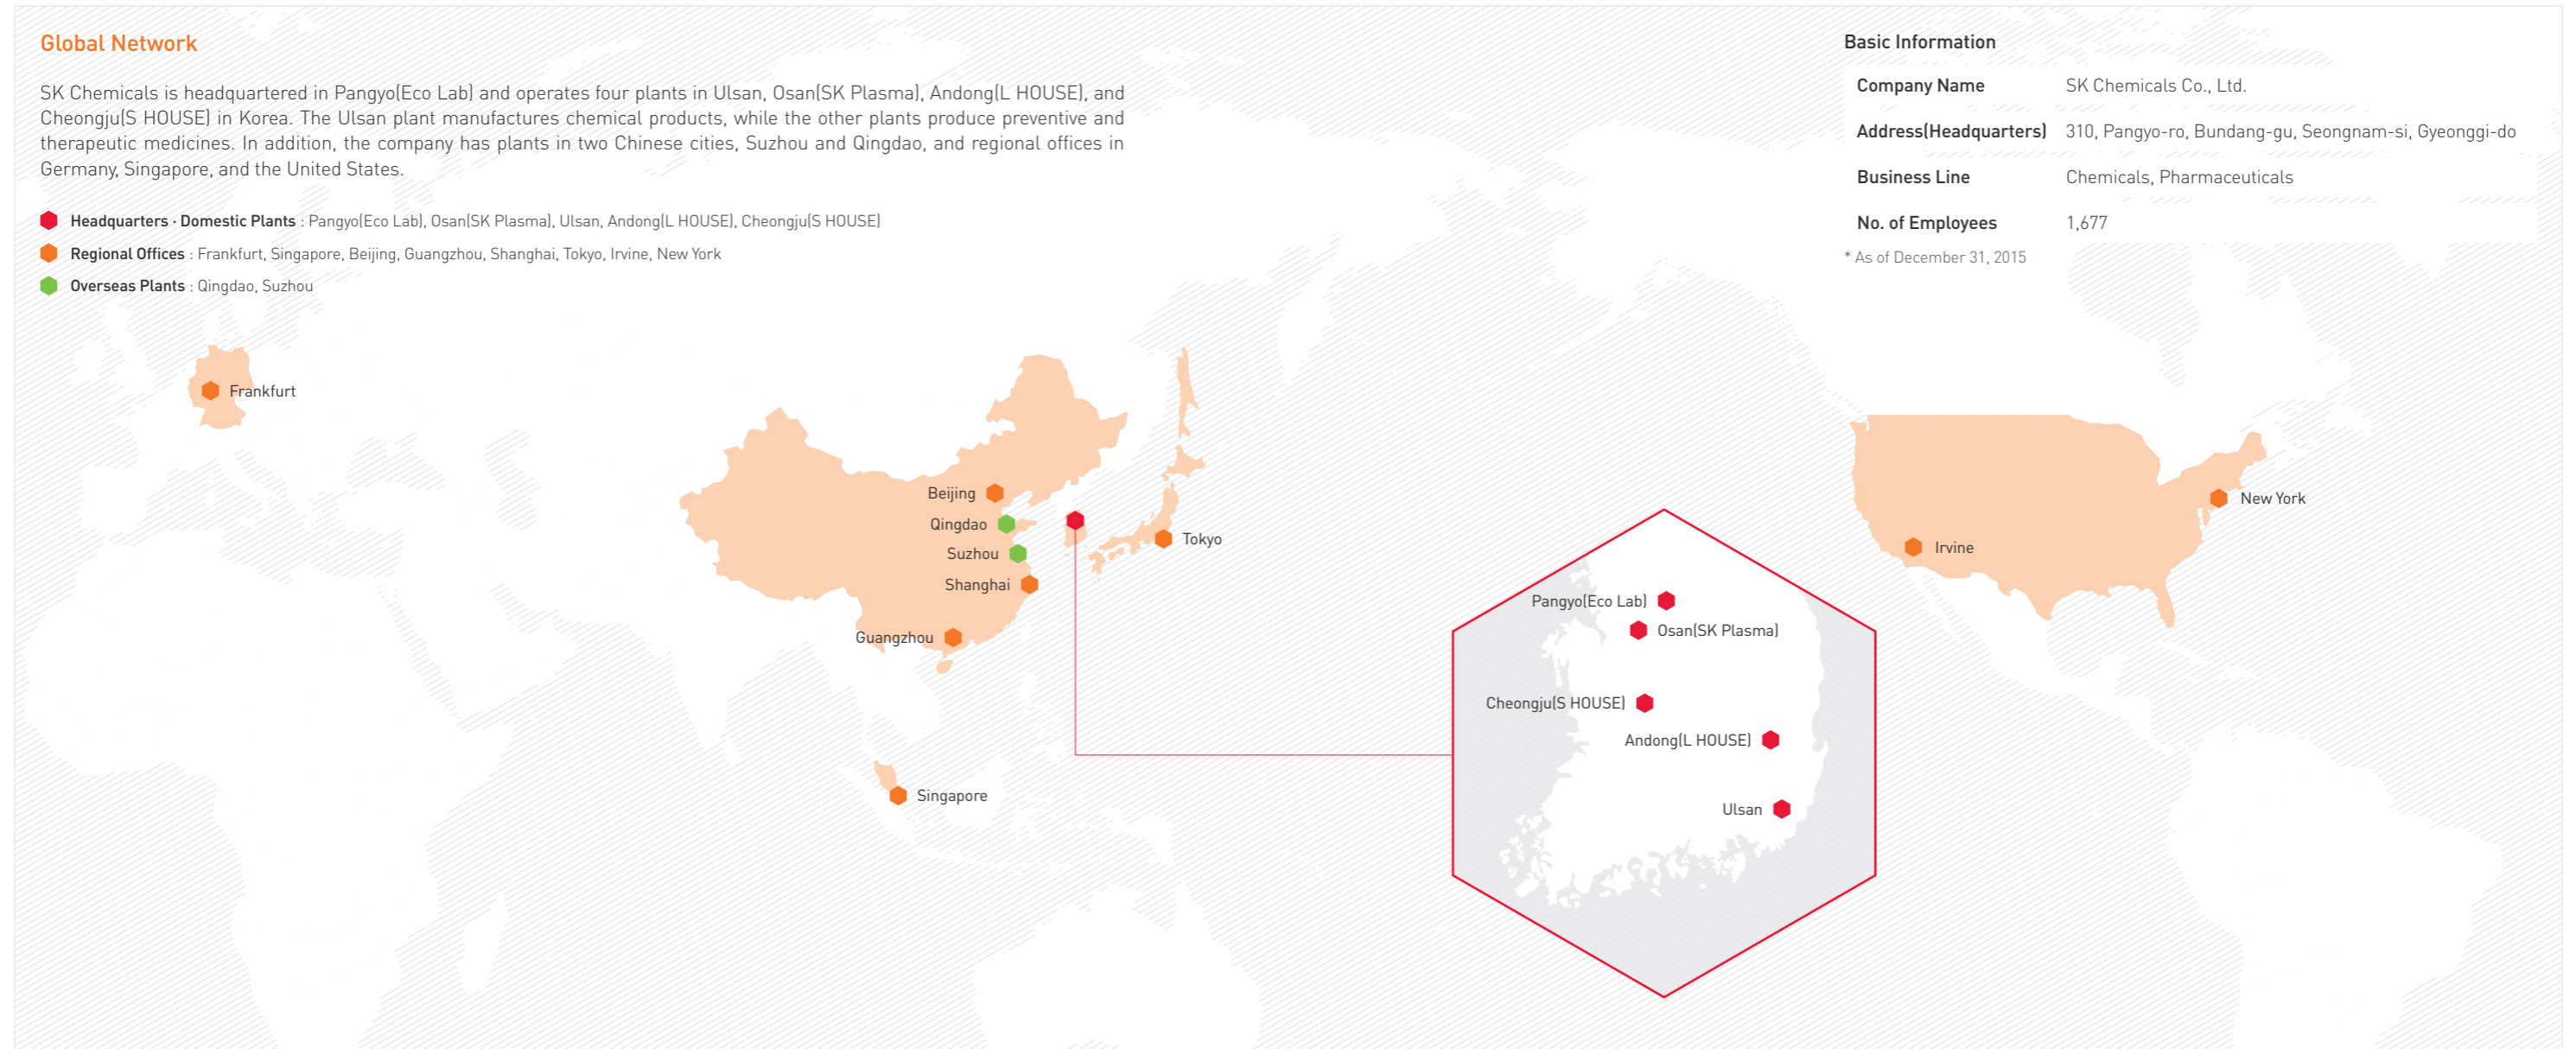 Global Network
SK Chemicals is headquartered in Pangyo(Eco Lab) and operates four plants in Ulsan, Osan(SK Plasma), Andong(L HOUSE), and
Cheongju(S HOUSE) in Korea. The Ulsan plant manufactures chemical products, while the other plants produce preventive and
therapeutic medicines. In addition, the company has plants in two Chinese cities, Suzhou and Qingdao, and regional offices in
Germany, Singapore, and the United States.
Headquarters · Domestic Plants : Pangyo(Eco Lab), Osan(SK Plasma), Ulsan, Andong(L HOUSE), Cheongju(S HOUSE)
Regional Offices : Frankfurt, Singapore, Beijing, Guangzhou, Shanghai, Tokyo, Irvine, New York
Overseas Plants : Qingdao, Suzhou
Basic Information
Company Name SK Chemicals Co., Ltd.
Address(Headquarters) 310, Pangyo-ro, Bundang-gu, Seongnam-si, Gyeonggi-do
Business Line Chemicals, Pharmaceuticals
No. of Employees 1,677
* As of December 31, 2015
Frankfurt
Beijing
Qingdao
Suzhou
Shanghai
Guangzhou
Tokyo
Singapore
Pangyo(Eco Lab)
Osan(SK Plasma)
Cheongju(S HOUSE)
Andong(L HOUSE)
Ulsan
New York
Irvine